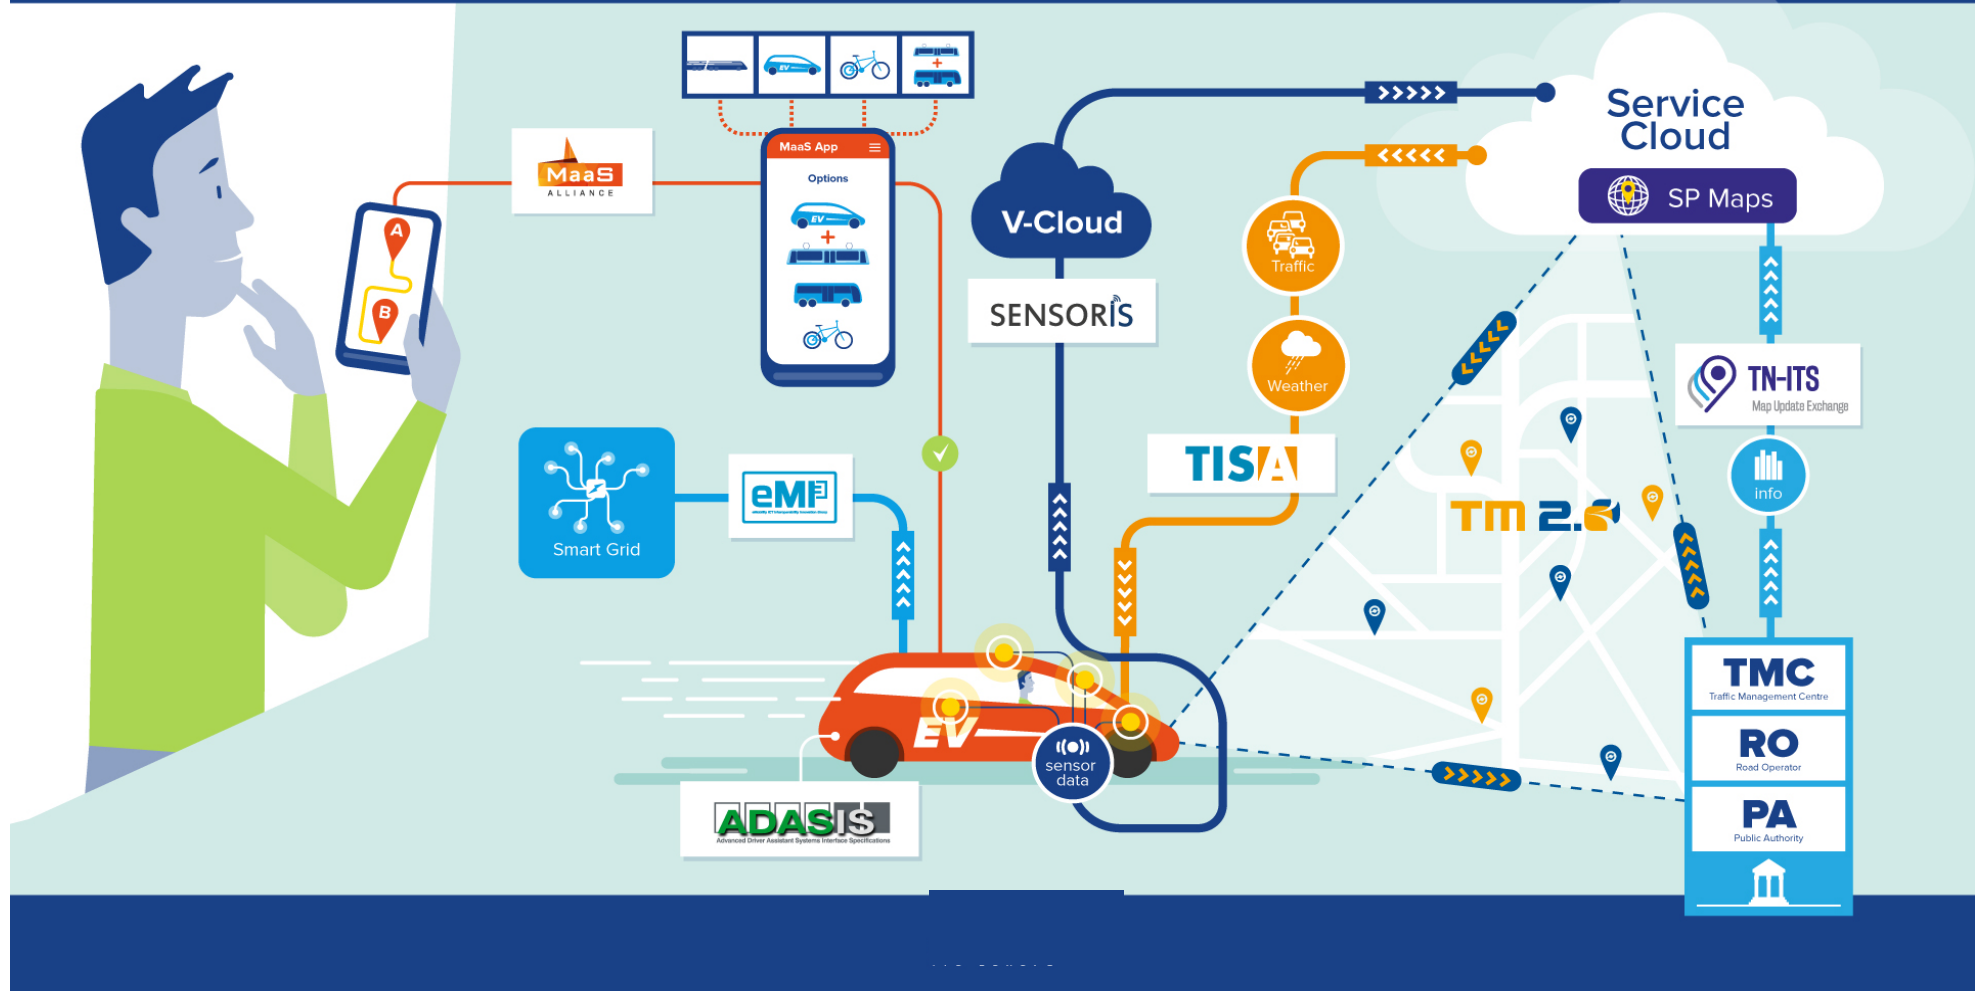 Service
Cloud
SP Maps
EV
MaaS App
Options
EV
MaaS
ALLIANCE
A
B
V-Cloud
SENSORIS
Traffic
Weather
TISA
TN-ITS
Map Update Exchange
info
TM 2.0
Smart Grid
eMI3
TMC
Traffic Management Centre
RO
Road Operator
PA
Public Authority
EV
sensor
data
ADASIS
Advanced Driver Assistant Systems Interface Specifications